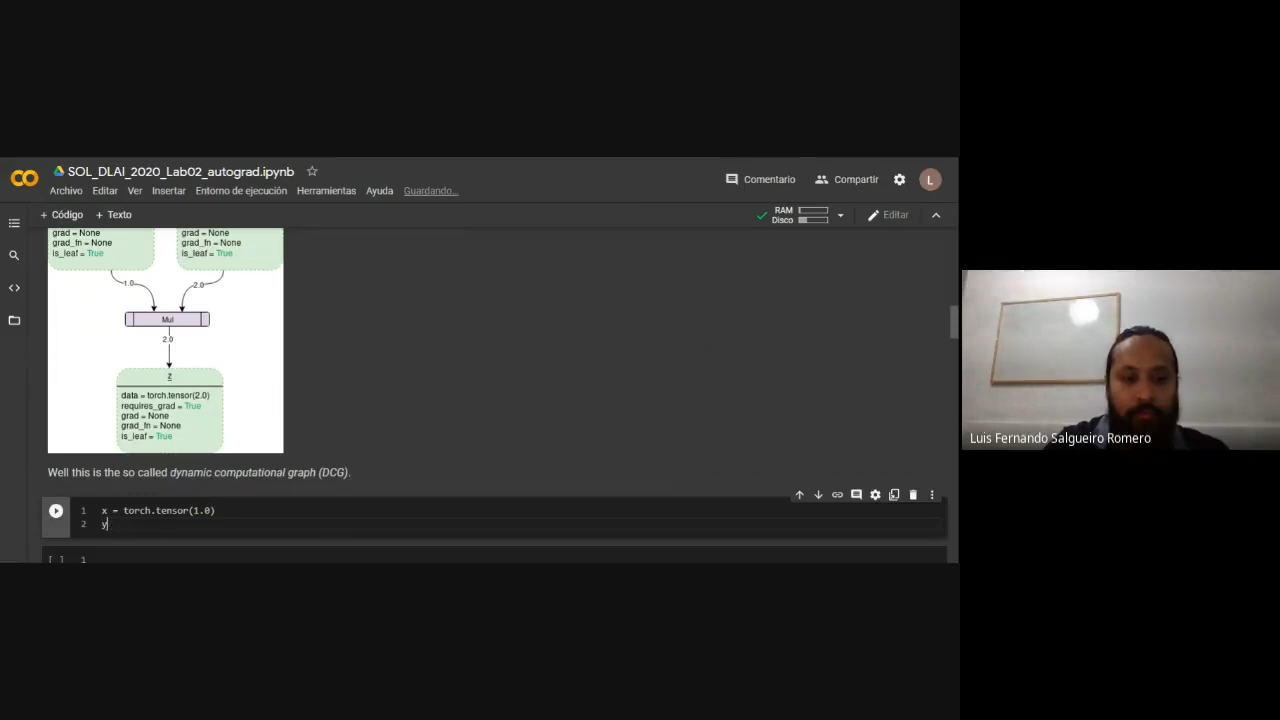 SOL_DLAI_2020_Lab02_autograd.ipynb
Comentario
Compartir
L
Archivo Editar Ver Insertar Entorno de ejecución Herramientas Ayuda Guardando...
+ Código + Texto
RAM
Disco
Editar
grad = None
grad_fn = None
is_leaf = True
grad = None
grad_fn = None
is_leaf = True
1.0
2.0
Mul
2.0
z
data = torch.tensor(2.0)
requires_grad = True
grad = None
grad_fn = None
is_leaf = True
Well this is the so called dynamic computational graph (DCG).
1 x = torch.tensor(1.0)
2 y
[ ] 1
Luis Fernando Salgueiro Romero